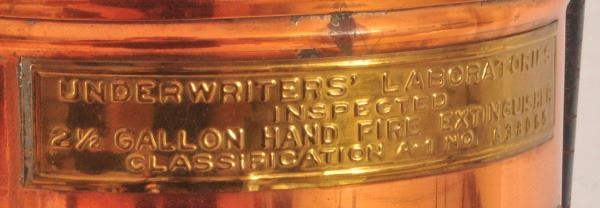 UNDERWRITERS' LABORATORIES
INSPECTED
2½ GALLON HAND FIRE EXTINGUISHER
CLASSIFICATION A-1 NO.